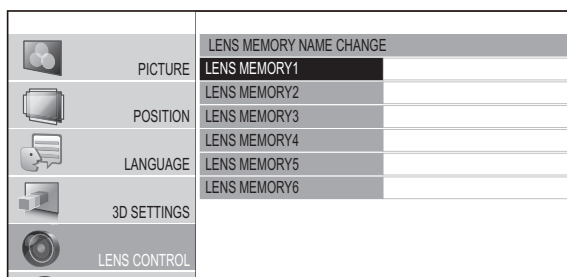 PICTURE
POSITION
LANGUAGE
3D SETTINGS
LENS CONTROL
LENS MEMORY NAME CHANGE
LENS MEMORY1
LENS MEMORY2
LENS MEMORY3
LENS MEMORY4
LENS MEMORY5
LENS MEMORY6